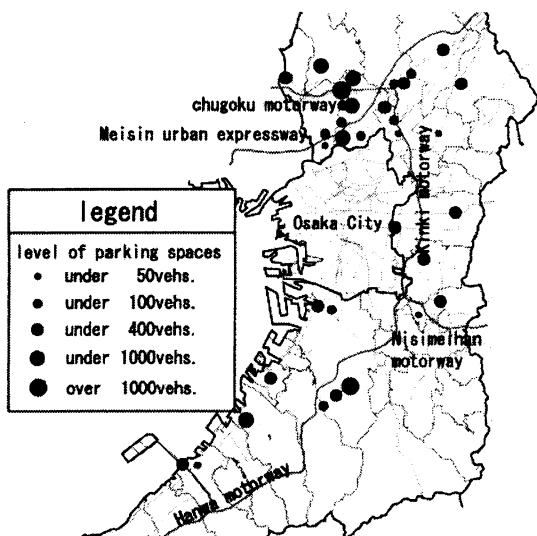 chugoku motorway
Meisin urban expressway
Kinki motorway
legend
Osaka City
level of parking spaces
under 50vehs.
under 100vehs.
under 400vehs.
under 1000vehs.
over 1000vehs.
Nisimeihan
motorway
Hanwa motorway